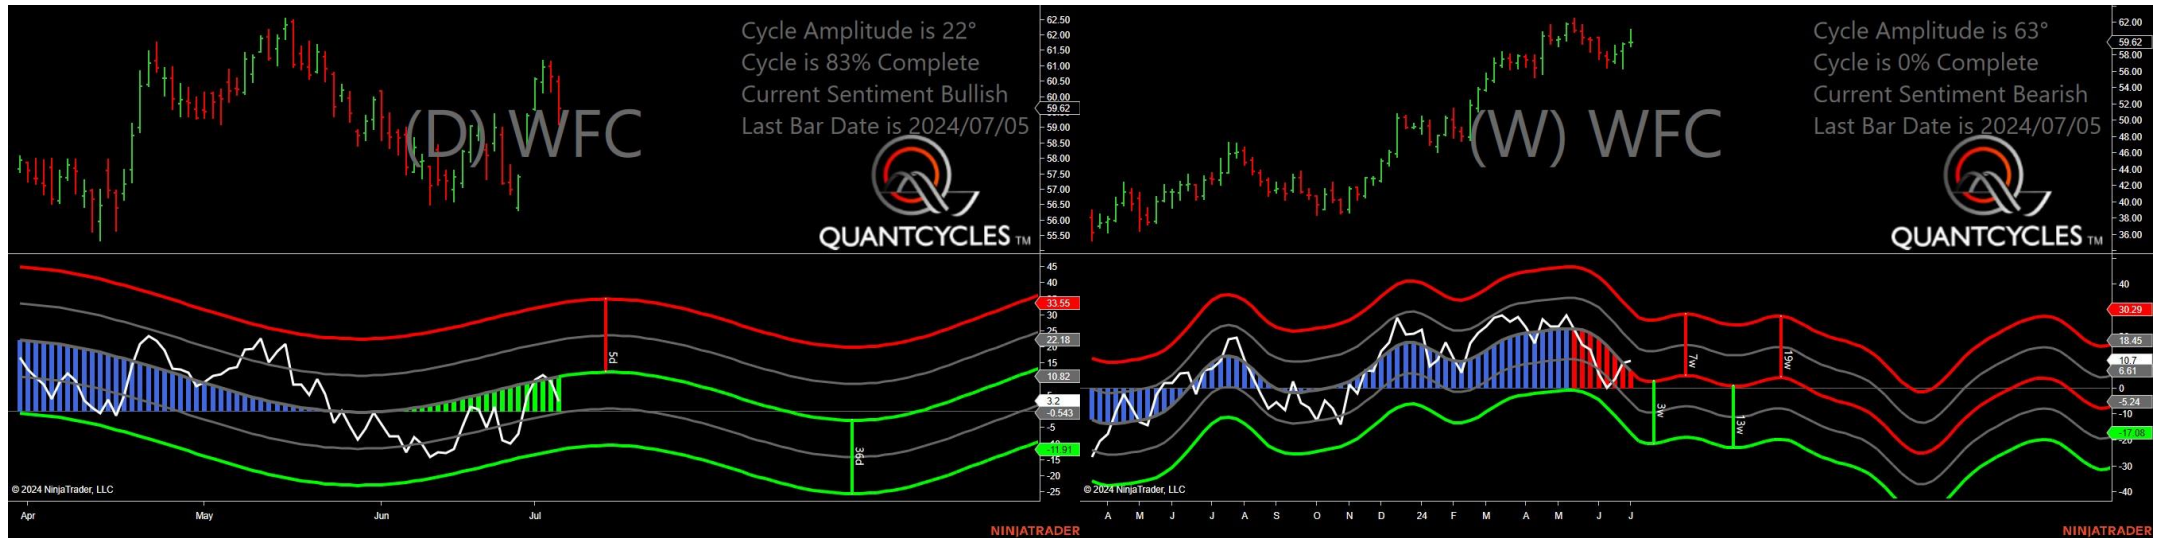 Cycle Amplitude is 22°
Cycle is 83% Complete
Current Sentiment Bullish
Last Bar Date is 2024/07/05
(D) WFC
QUANTCYCLES TM
62.50
62.00
61.50
61.00
60.50
60.00
59.62
59.00
58.50
58.00
57.50
57.00
56.50
56.00
55.50
45
33.55
30
25
22.18
20
15
10.82
3.2
-0.543
-5
-11.91
-15
-20
-25
5d
36d
© 2024 NinjaTrader, LLC
Apr May Jun Jul
NINJATRADER
Cycle Amplitude is 63°
Cycle is 0% Complete
Current Sentiment Bearish
Last Bar Date is 2024/07/05
(W) WFC
QUANTCYCLES TM
62.00
59.62
58.00
56.00
54.00
52.00
50.00
48.00
46.00
44.00
42.00
40.00
38.00
36.00
40
30.29
18.45
10.7
6.61
0
-5.24
-10
-17.08
-20
-30
-40
3w
7w
13w
19w
© 2024 NinjaTrader, LLC
A M J J A S O N D 24 F M A M J J
NINJATRADER